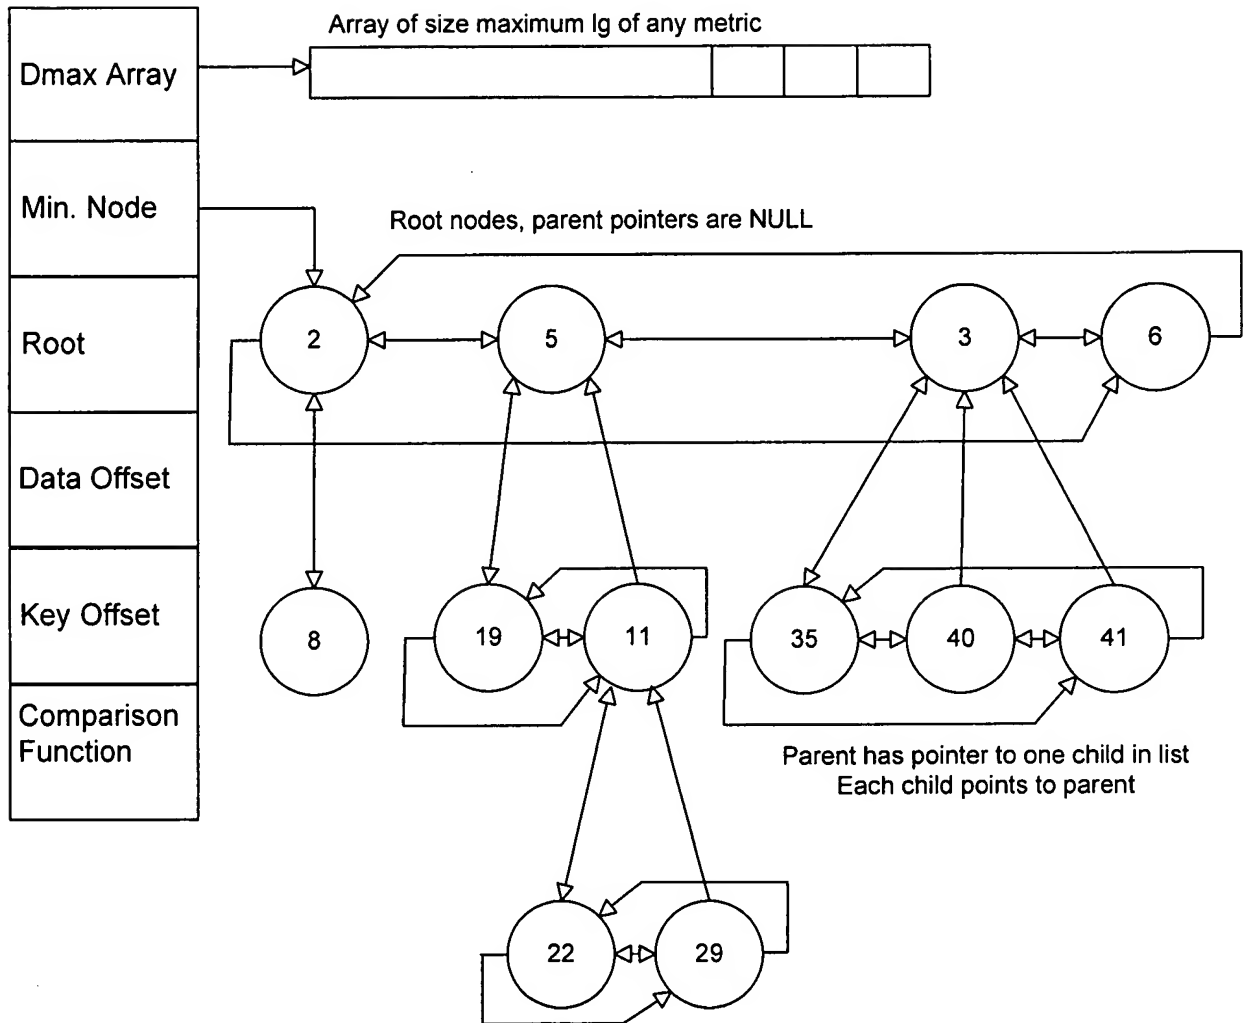 Array of size maximum lg of any metric
Dmax Array
Min. Node
Root nodes, parent pointers are NULL
Root
2
5
3
6
Data Offset
Key Offset
8
19
11
35
40
41
Comparison
Function
Parent has pointer to one child in list
Each child points to parent
22
29